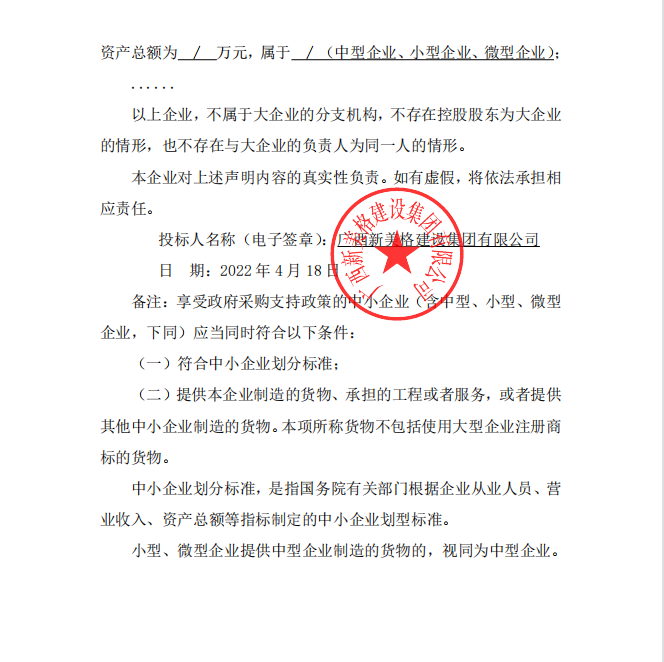 资产总额为 / 万元，属于 / （中型企业、小型企业、微型企业）；
......
以上企业，不属于大企业的分支机构，不存在控股股东为大企业
的情形，也不存在与大企业的负责人为同一人的情形。
本企业对上述声明内容的真实性负责。如有虚假，将依法承担相
应责任。
投标人名称（电子签章）：广西新美格建设集团有限公司
日 期：2022 年 4 月 18 日
广西新美格建设集团有限公司
备注：享受政府采购支持政策的中小企业（含中型、小型、微型
企业，下同）应当同时符合以下条件：
（一）符合中小企业划分标准；
（二）提供本企业制造的货物、承担的工程或者服务，或者提供
其他中小企业制造的货物。本项所称货物不包括使用大型企业注册商
标的货物。
中小企业划分标准，是指国务院有关部门根据企业从业人员、营
业收入、资产总额等指标制定的中小企业划型标准。
小型、微型企业提供中型企业制造的货物的，视同为中型企业。